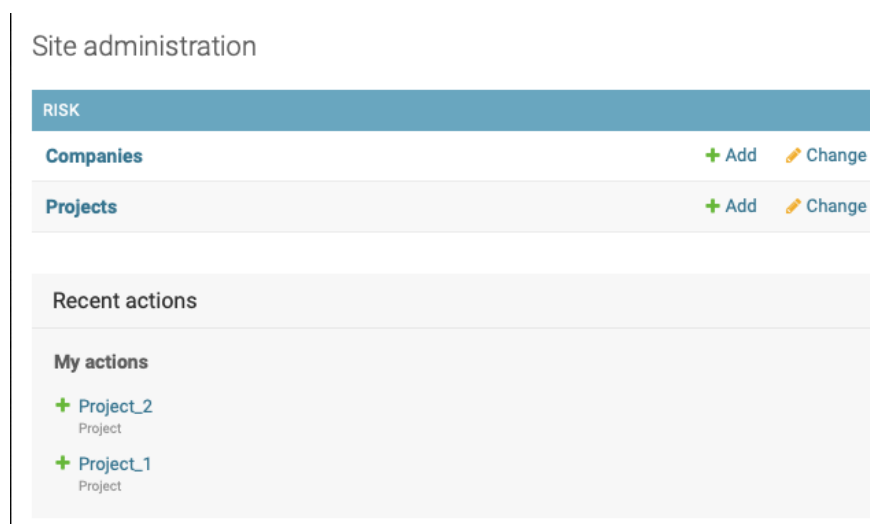 Site administration
RISK
Companies Add Change
Projects Add Change
Recent actions
My actions
Project_2
Project
Project_1
Project